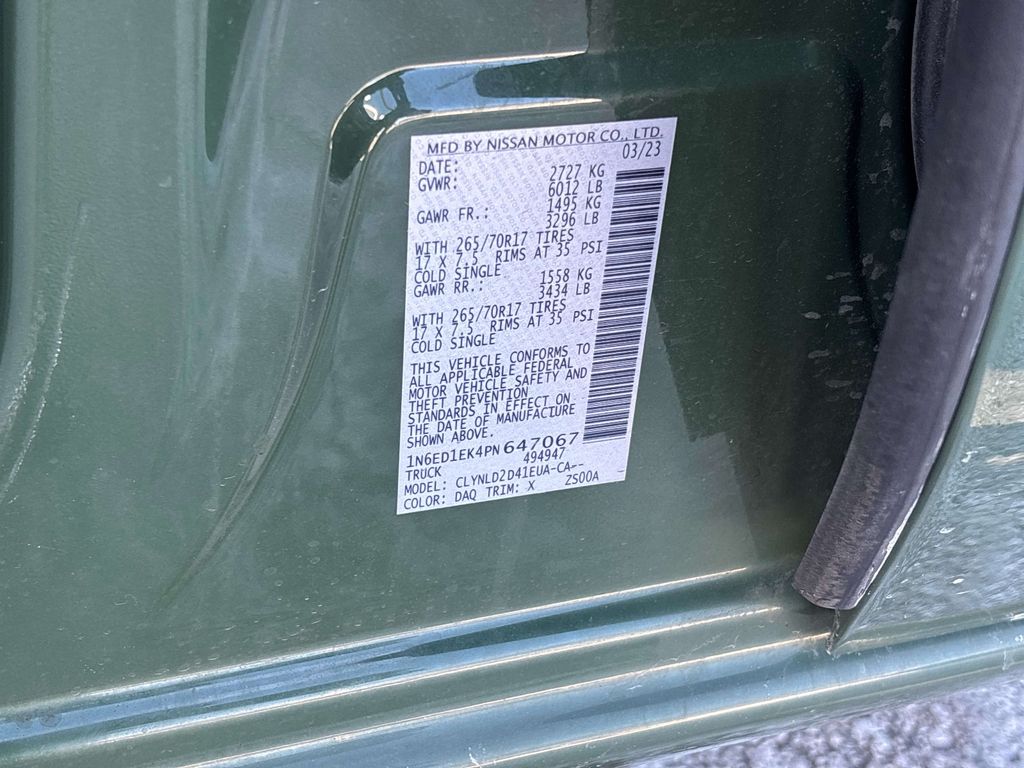 MFD BY NISSAN MOTOR CO., LTD.
DATE: 03/23
GVWR: 2727 KG
6012 LB
GAWR FR.: 1495 KG
3296 LB
WITH 265/70R17 TIRES
17 X 7.5 RIMS AT 35 PSI
COLD SINGLE
GAWR RR.: 1558 KG
3434 LB
WITH 265/70R17 TIRES
17 X 7.5 RIMS AT 35 PSI
COLD SINGLE
THIS VEHICLE CONFORMS TO
ALL APPLICABLE FEDERAL
MOTOR VEHICLE SAFETY AND
THEFT PREVENTION
STANDARDS IN EFFECT ON
THE DATE OF MANUFACTURE
SHOWN ABOVE.
1N6ED1EK4PN 647067
TRUCK 494947
MODEL: CLYNLD2D41EUA-CA--
COLOR: DAQ TRIM: X ZS00A